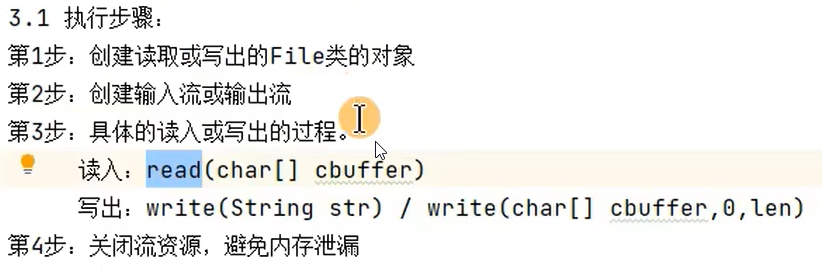 3.1 执行步骤：
第1步：创建读取或写出的File类的对象
第2步：创建输入流或输出流
第3步：具体的读入或写出的过程。
读入：read(char[] cbuffer)
写出：write(String str) / write(char[] cbuffer,0,len)
第4步：关闭流资源，避免内存泄漏